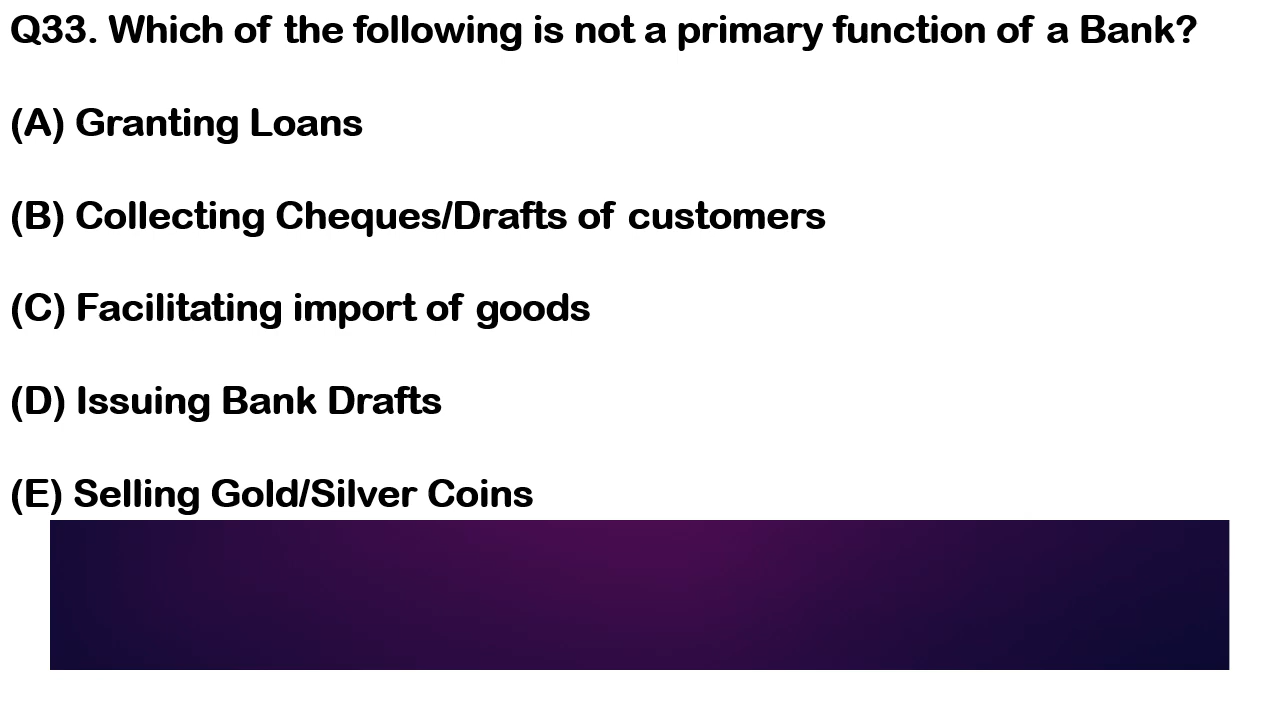 Q33. Which of the following is not a primary function of a Bank?
(A) Granting Loans
(B) Collecting Cheques/Drafts of customers
(C) Facilitating import of goods
(D) Issuing Bank Drafts
(E) Selling Gold/Silver Coins